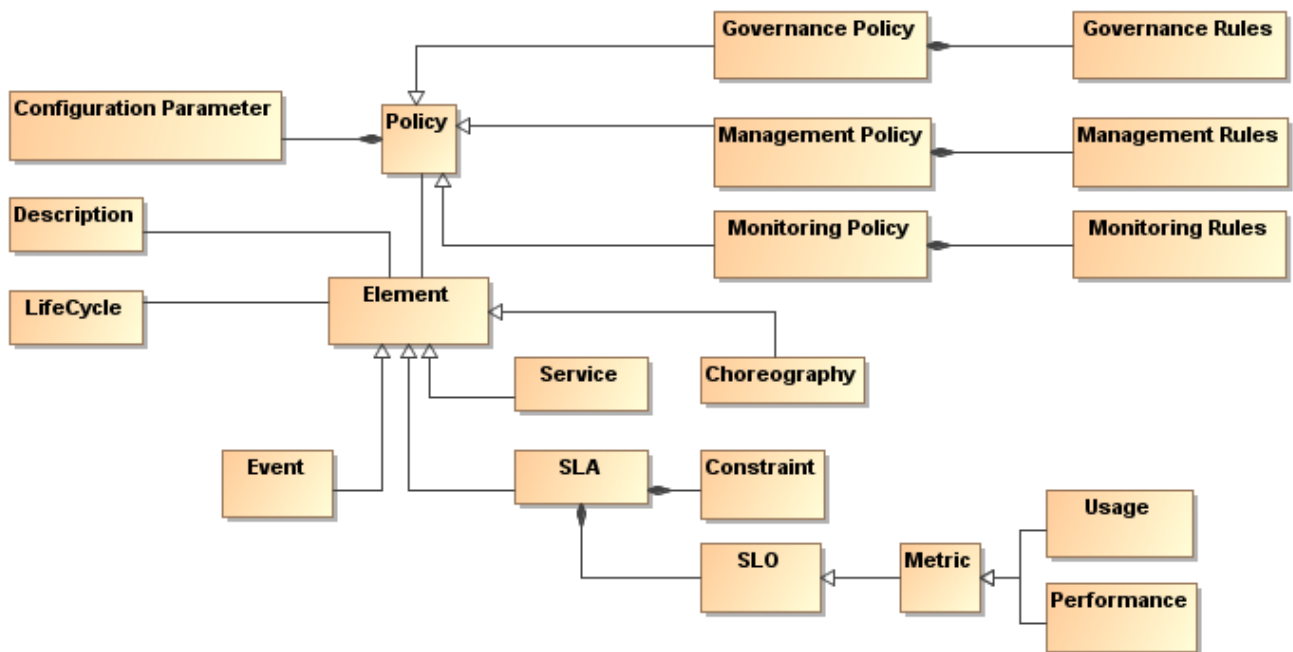 Governance Policy
Governance Rules
Configuration Parameter
Policy
Management Policy
Management Rules
Description
Monitoring Policy
Monitoring Rules
LifeCycle
Element
Service
Choreography
Event
SLA
Constraint
Usage
SLO
Metric
Performance